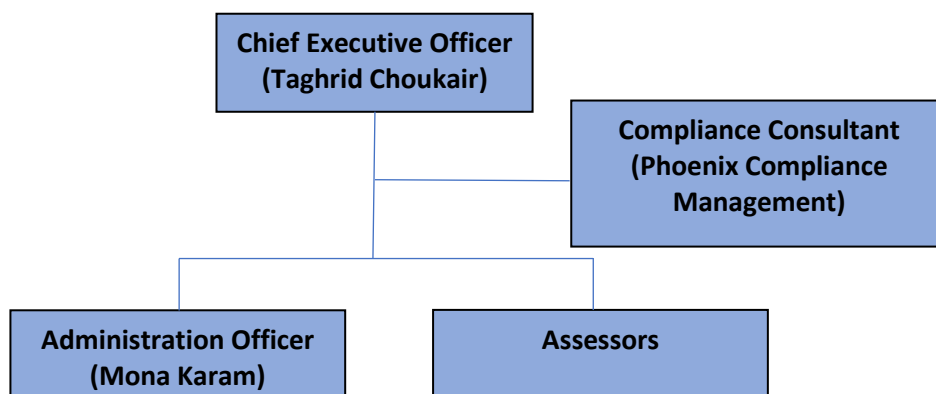 Chief Executive Officer
(Taghrid Choukair)
Compliance Consultant
(Phoenix Compliance
Management)
Administration Officer
(Mona Karam)
Assessors